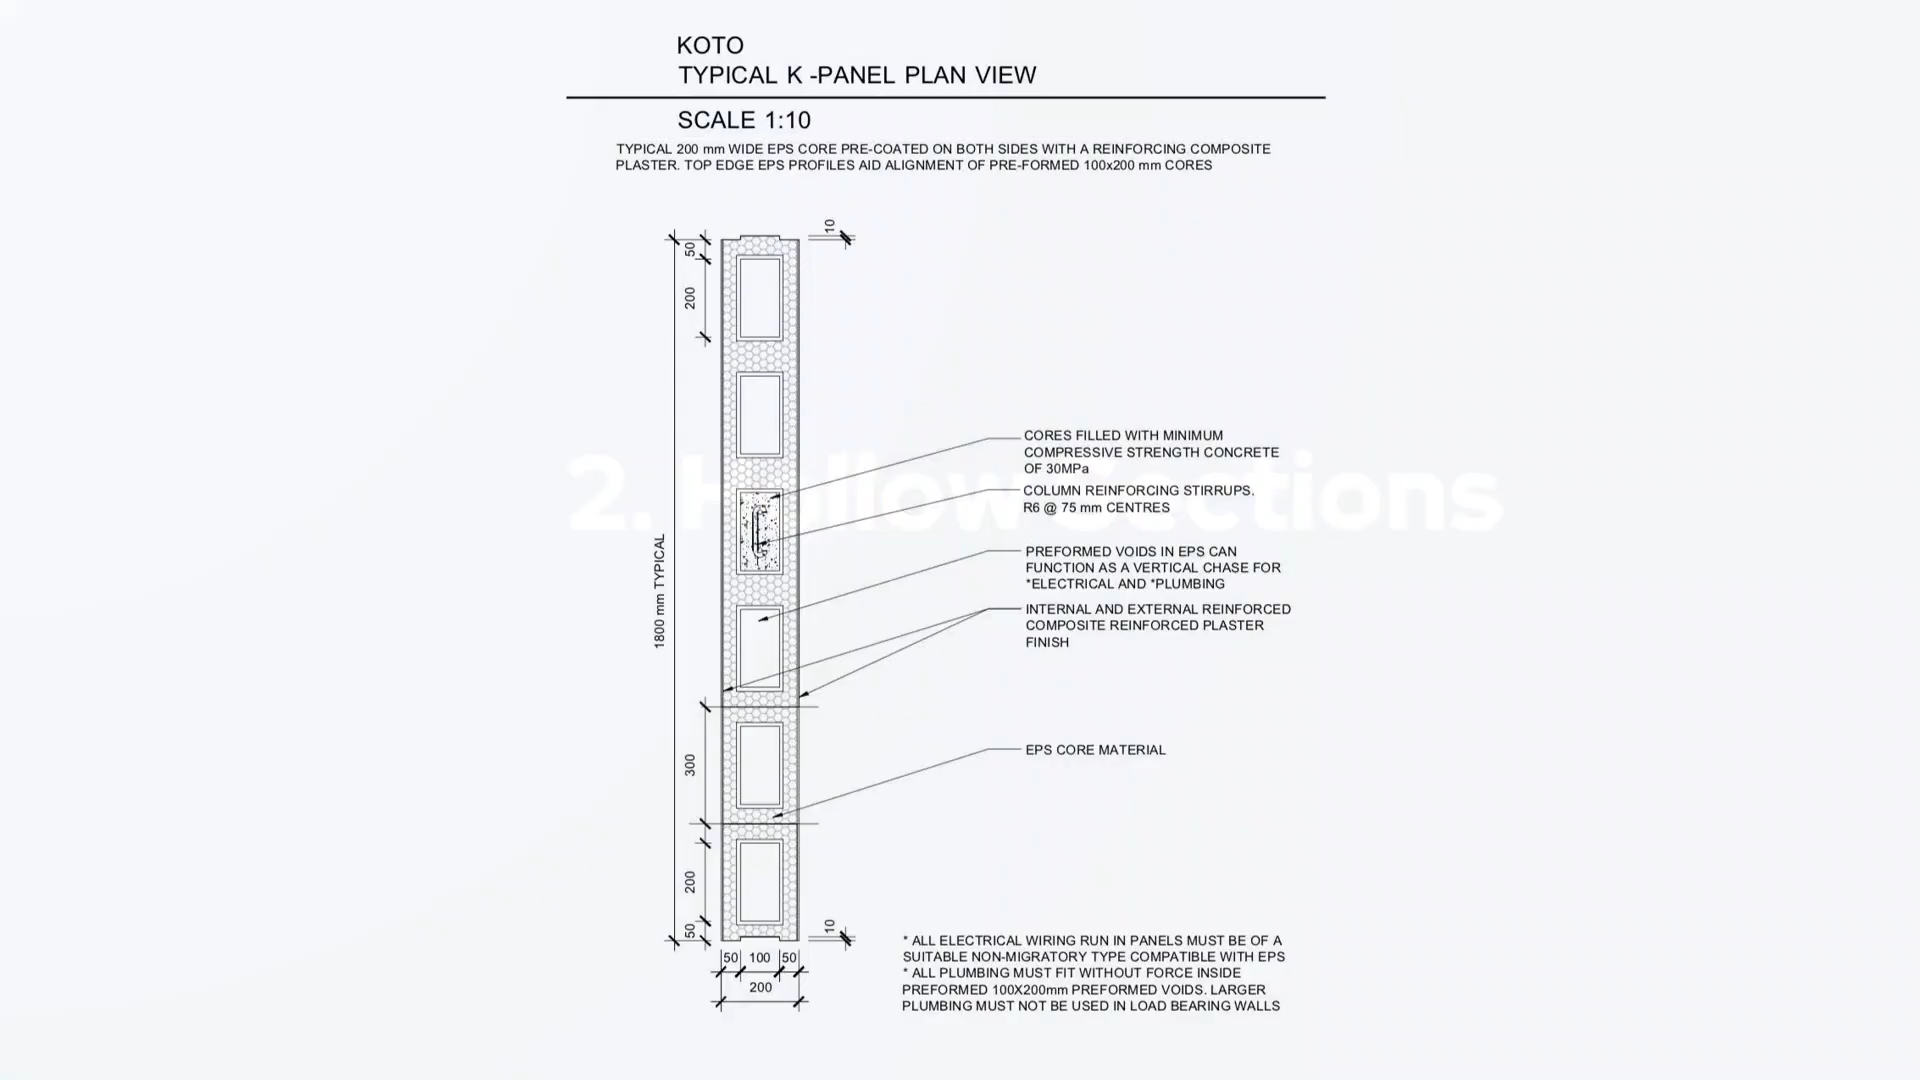 KOTO
TYPICAL K -PANEL PLAN VIEW
SCALE 1:10
TYPICAL 200 mm WIDE EPS CORE PRE-COATED ON BOTH SIDES WITH A REINFORCING COMPOSITE
PLASTER. TOP EDGE EPS PROFILES AID ALIGNMENT OF PRE-FORMED 100x200 mm CORES
10
50
200
CORES FILLED WITH MINIMUM
COMPRESSIVE STRENGTH CONCRETE
OF 30MPa
2. Hollow Sections
COLUMN REINFORCING STIRRUPS.
R6 @ 75 mm CENTRES
PREFORMED VOIDS IN EPS CAN
FUNCTION AS A VERTICAL CHASE FOR
*ELECTRICAL AND *PLUMBING
1800 mm TYPICAL
INTERNAL AND EXTERNAL REINFORCED
COMPOSITE REINFORCED PLASTER
FINISH
EPS CORE MATERIAL
300
200
50
10
50 100 50
200
* ALL ELECTRICAL WIRING RUN IN PANELS MUST BE OF A
SUITABLE NON-MIGRATORY TYPE COMPATIBLE WITH EPS
* ALL PLUMBING MUST FIT WITHOUT FORCE INSIDE
PREFORMED 100X200mm PREFORMED VOIDS. LARGER
PLUMBING MUST NOT BE USED IN LOAD BEARING WALLS